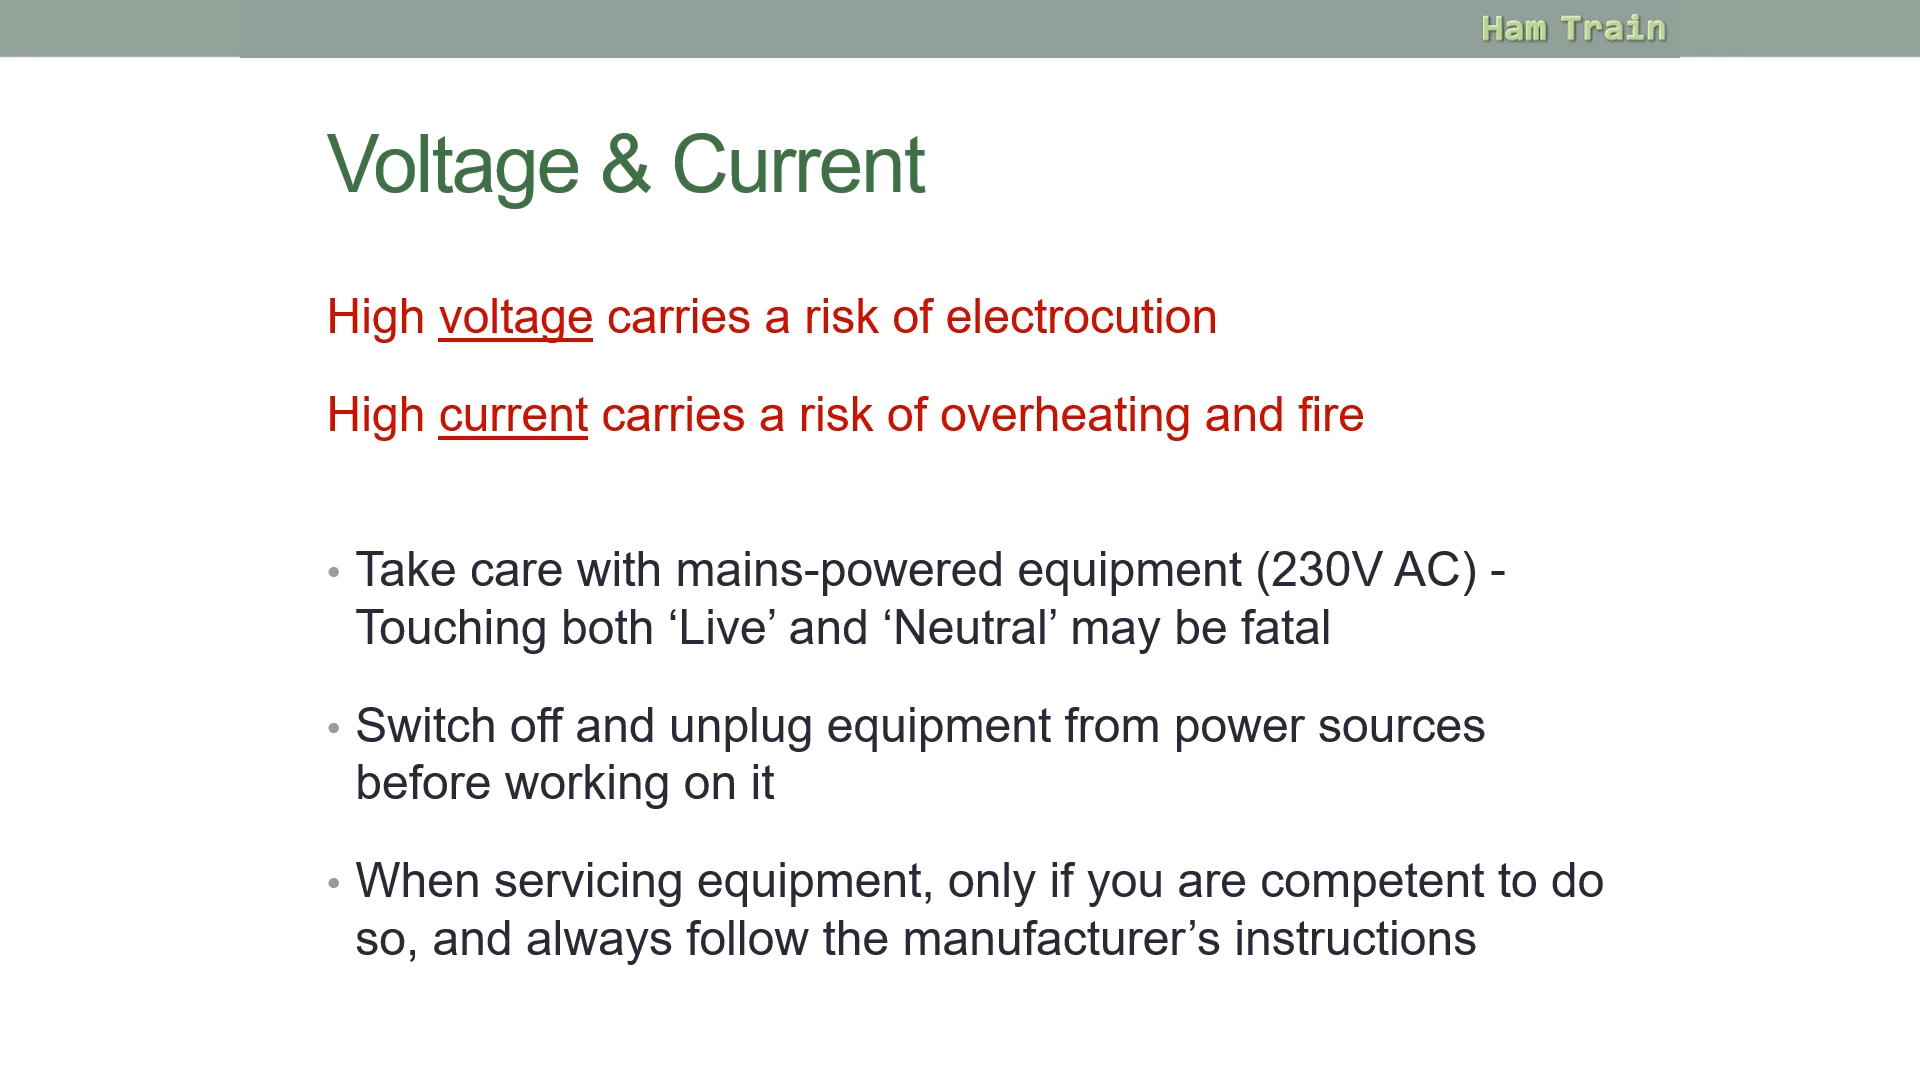 Ham Train
Voltage & Current
High voltage carries a risk of electrocution
High current carries a risk of overheating and fire
• Take care with mains-powered equipment (230V AC) -
Touching both ‘Live’ and ‘Neutral’ may be fatal
• Switch off and unplug equipment from power sources
before working on it
• When servicing equipment, only if you are competent to do
so, and always follow the manufacturer’s instructions